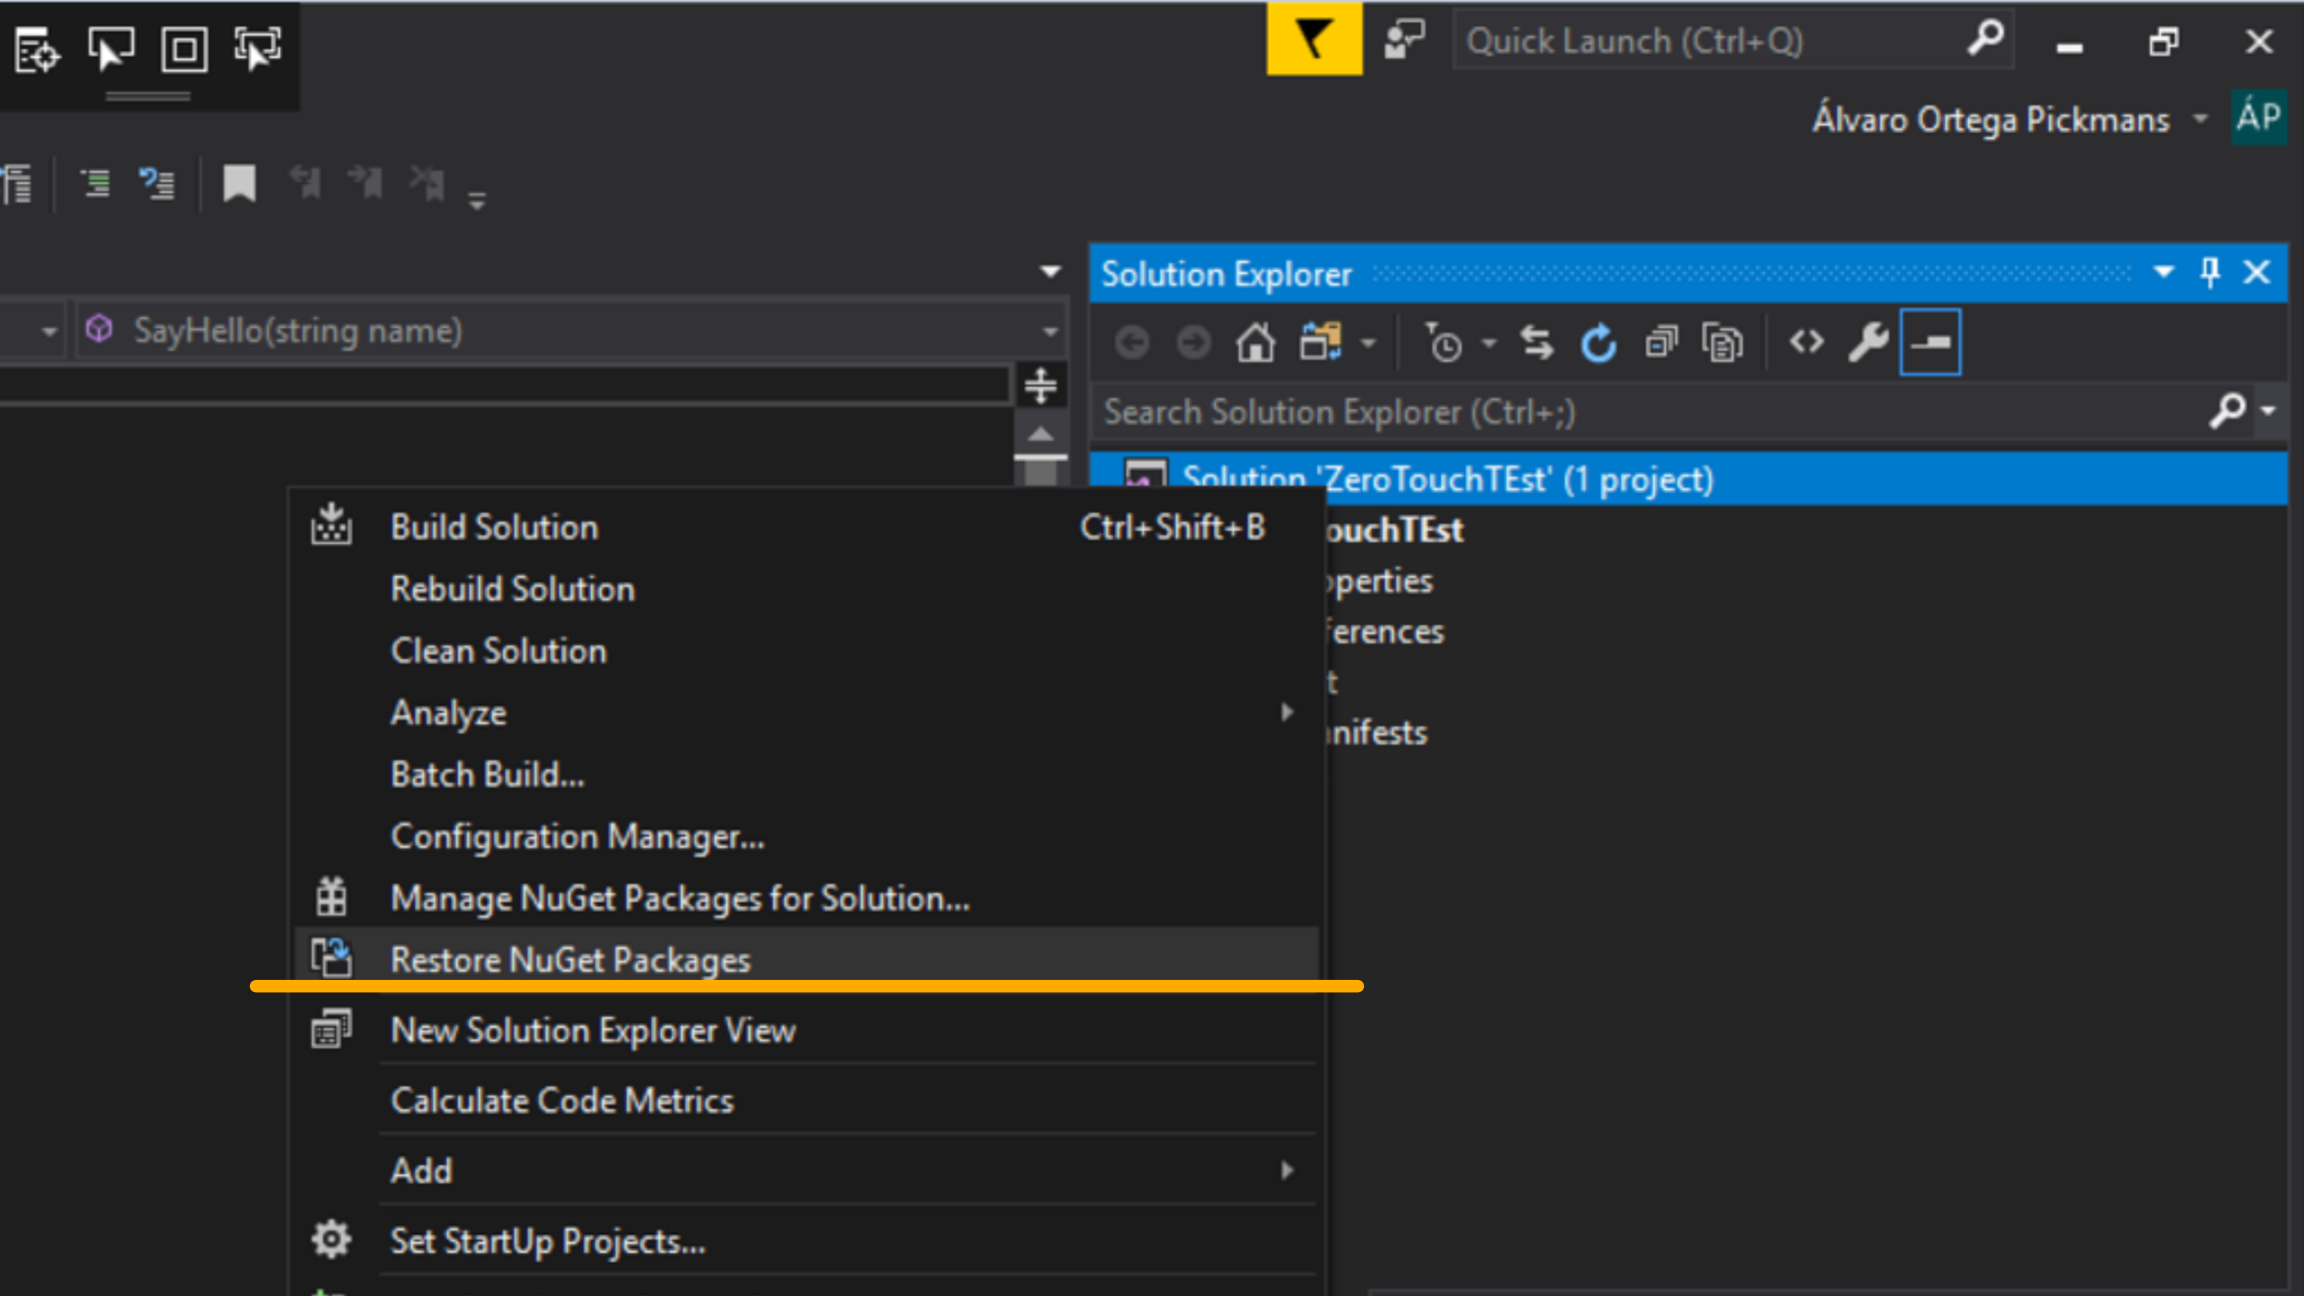 Quick Launch (Ctrl+Q)
Álvaro Ortega Pickmans
ÁP
Solution Explorer
SayHello(string name)
Search Solution Explorer (Ctrl+;)
Solution 'ZeroTouchTEst' (1 project)
Build Solution Ctrl+Shift+B
ouchTEst
Rebuild Solution
perties
Clean Solution
ferences
Analyze
t
Batch Build...
nifests
Configuration Manager...
Manage NuGet Packages for Solution...
Restore NuGet Packages
New Solution Explorer View
Calculate Code Metrics
Add
Set StartUp Projects...